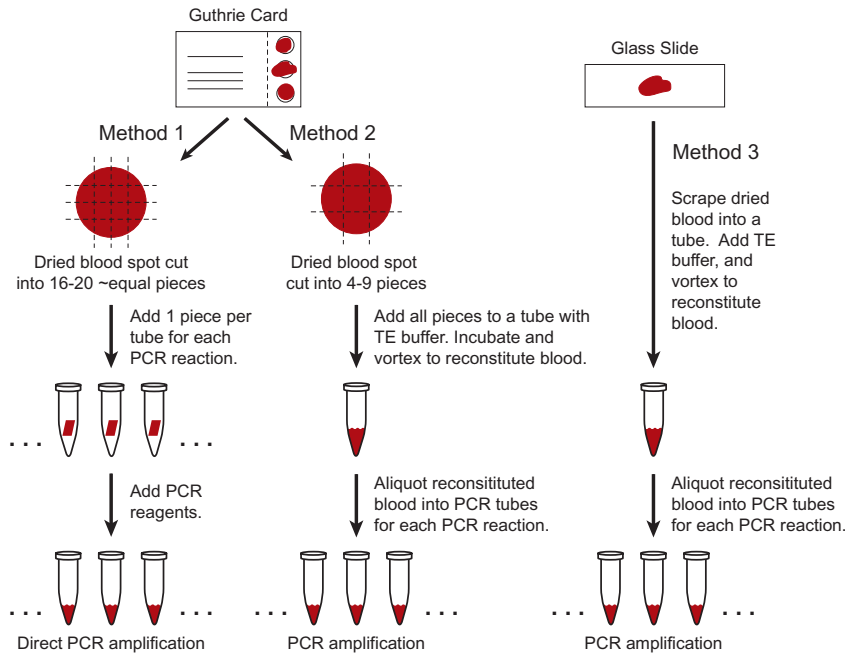 Guthrie Card
Glass Slide
Method 1
Method 2
Method 3
Dried blood spot cut
into 16-20 ~equal pieces
Dried blood spot
cut into 4-9 pieces
Scrape dried
blood into a
tube. Add TE
buffer, and
vortex to
reconstitute
blood.
Add 1 piece per
tube for each
PCR reaction.
Add all pieces to a tube with
TE buffer. Incubate and
vortex to reconstitute blood.
. . .
. . .
Add PCR
reagents.
Aliquot reconsitituted
blood into PCR tubes
for each PCR reaction.
Aliquot reconsitituted
blood into PCR tubes
for each PCR reaction.
. . .
. . .
. . .
. . .
. . .
. . .
Direct PCR amplification
PCR amplification
PCR amplification